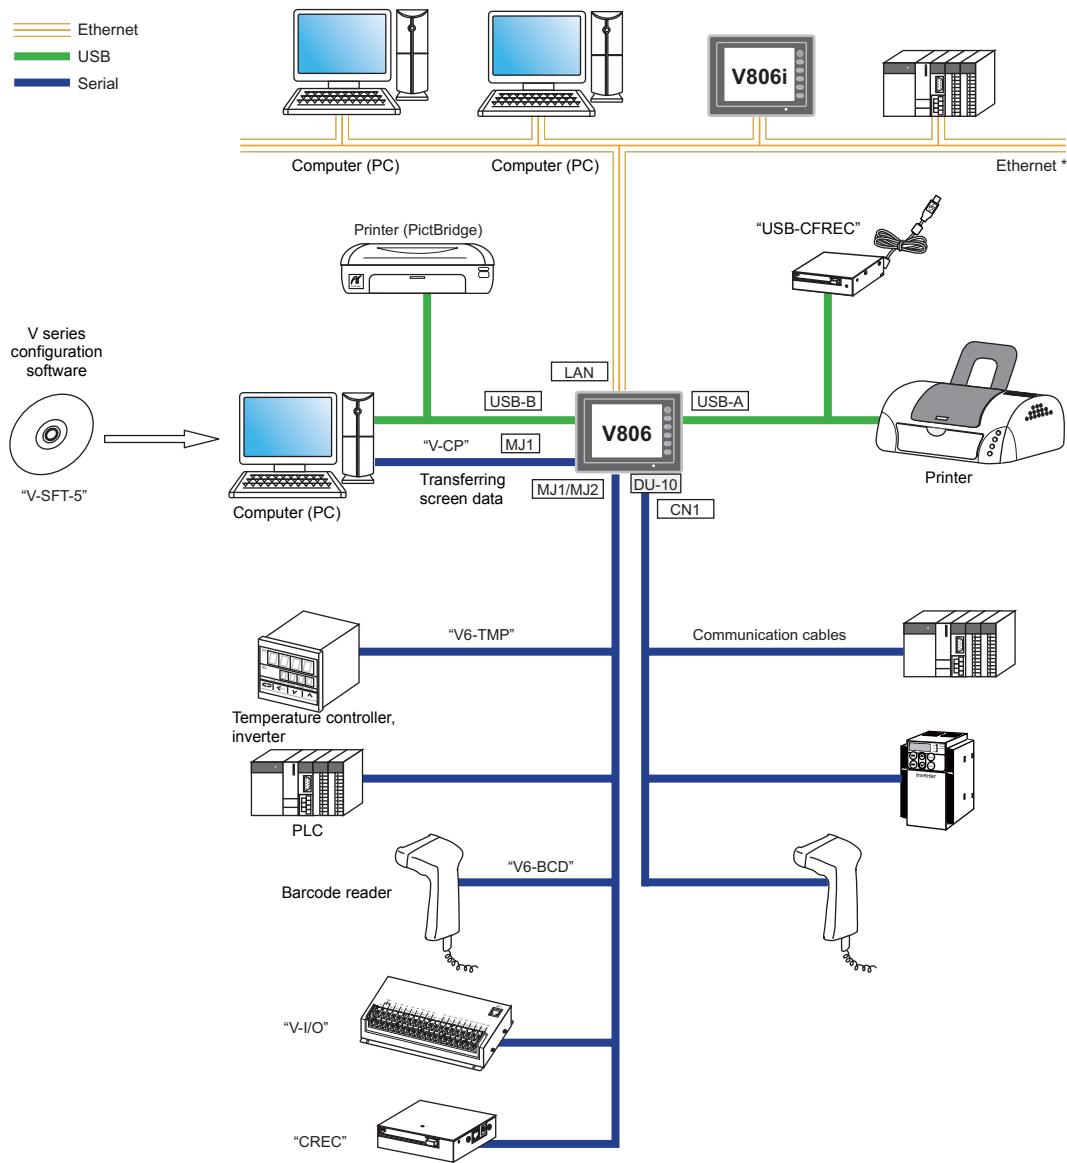 Ethernet
USB
Serial
V806i
Computer (PC)
Computer (PC)
Ethernet *
Printer (PictBridge)
“USB-CFREC”
V series
configuration
software
“V-SFT-5”
LAN
USB-B
USB-A
V806
“V-CP”
MJ1
Transferring
screen data
MJ1/MJ2
DU-10
CN1
Computer (PC)
Printer
“V6-TMP”
Communication cables
Temperature controller,
inverter
Inverter
PLC
“V6-BCD”
Barcode reader
“V-I/O”
“CREC”